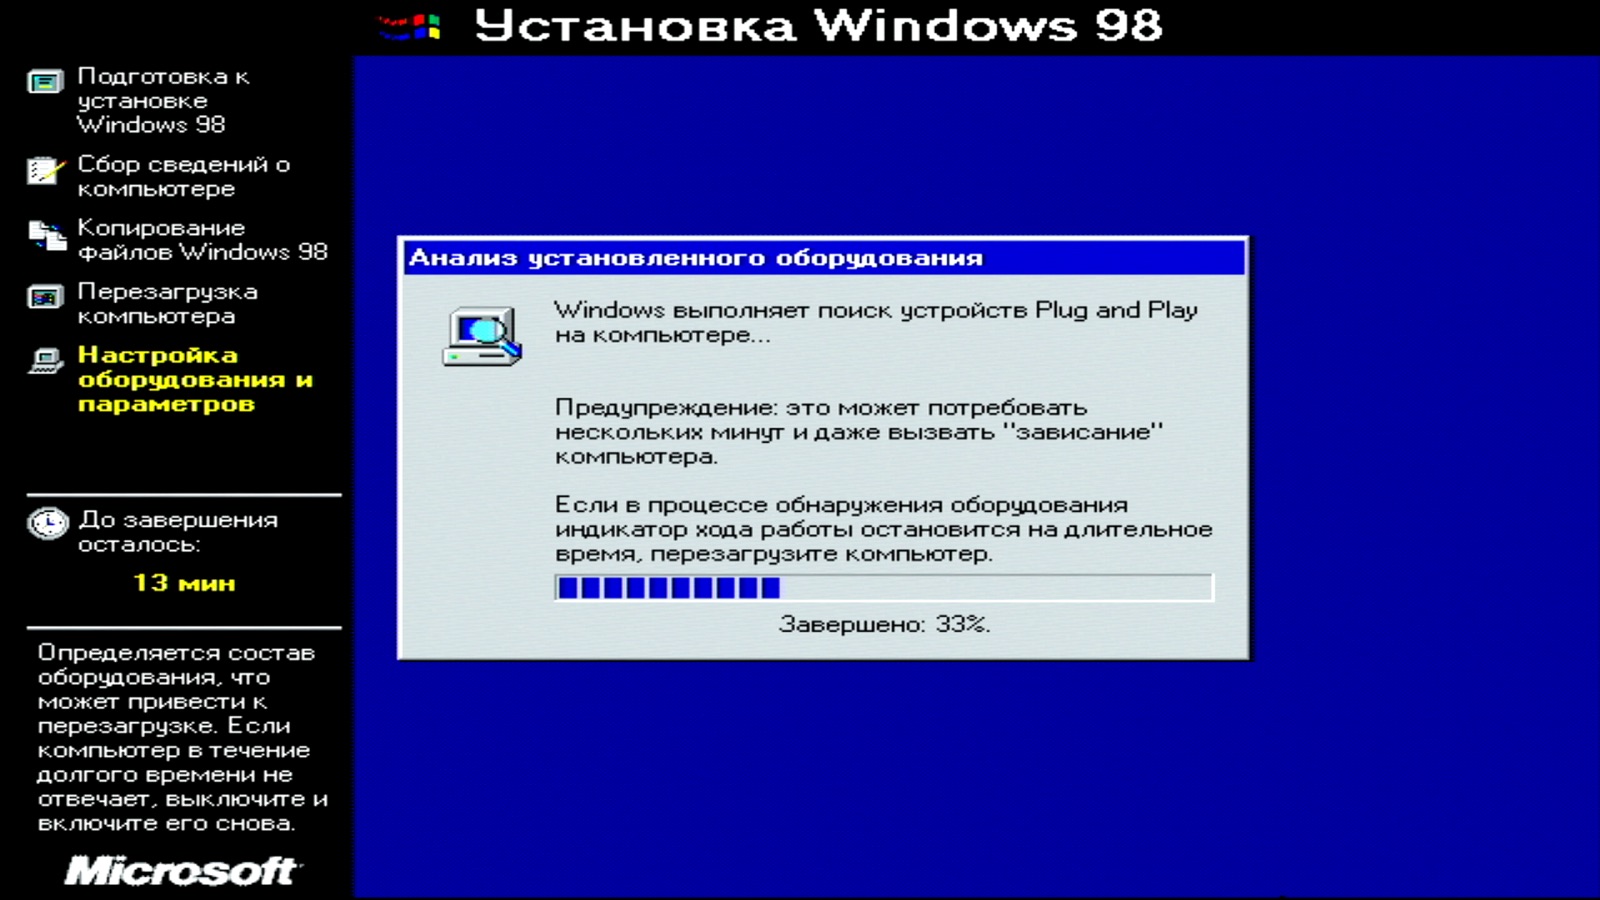 Установка Windows 98
Подготовка к
установке
Windows 98
Сбор сведений о
компьютере
Копирование
файлов Windows 98
Перезагрузка
компьютера
Настройка
оборудования и
параметров
До завершения
осталось:
13 мин
Определяется состав
оборудования, что
может привести к
перезагрузке. Если
компьютер в течение
долгого времени не
отвечает, выключите и
включите его снова.
Microsoft
Анализ установленного оборудования
Windows выполняет поиск устройств Plug and Play
на компьютере...
Предупреждение: это может потребовать
нескольких минут и даже вызвать "зависание"
компьютера.
Если в процессе обнаружения оборудования
индикатор хода работы остановится на длительное
время, перезагрузите компьютер.
Завершено: 33%.